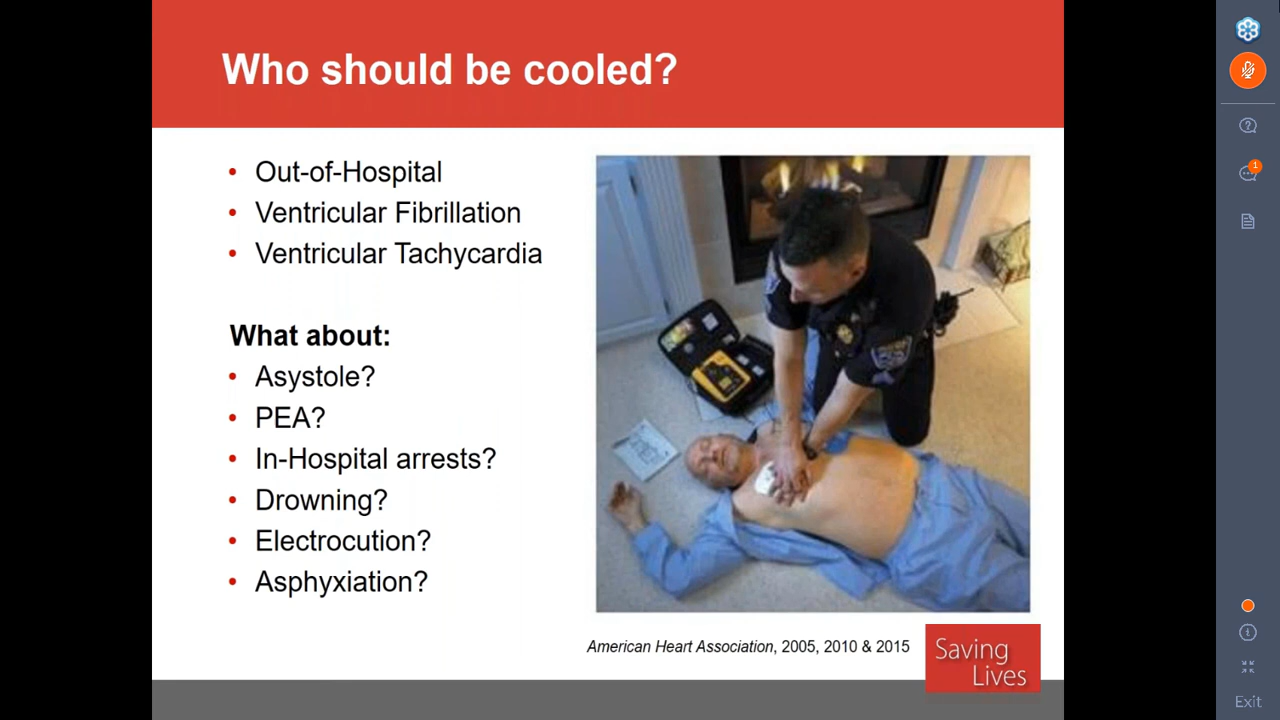 Who should be cooled?
• Out-of-Hospital
• Ventricular Fibrillation
• Ventricular Tachycardia
What about:
• Asystole?
• PEA?
• In-Hospital arrests?
• Drowning?
• Electrocution?
• Asphyxiation?
American Heart Association, 2005, 2010 & 2015
Saving
Lives
1
Exit